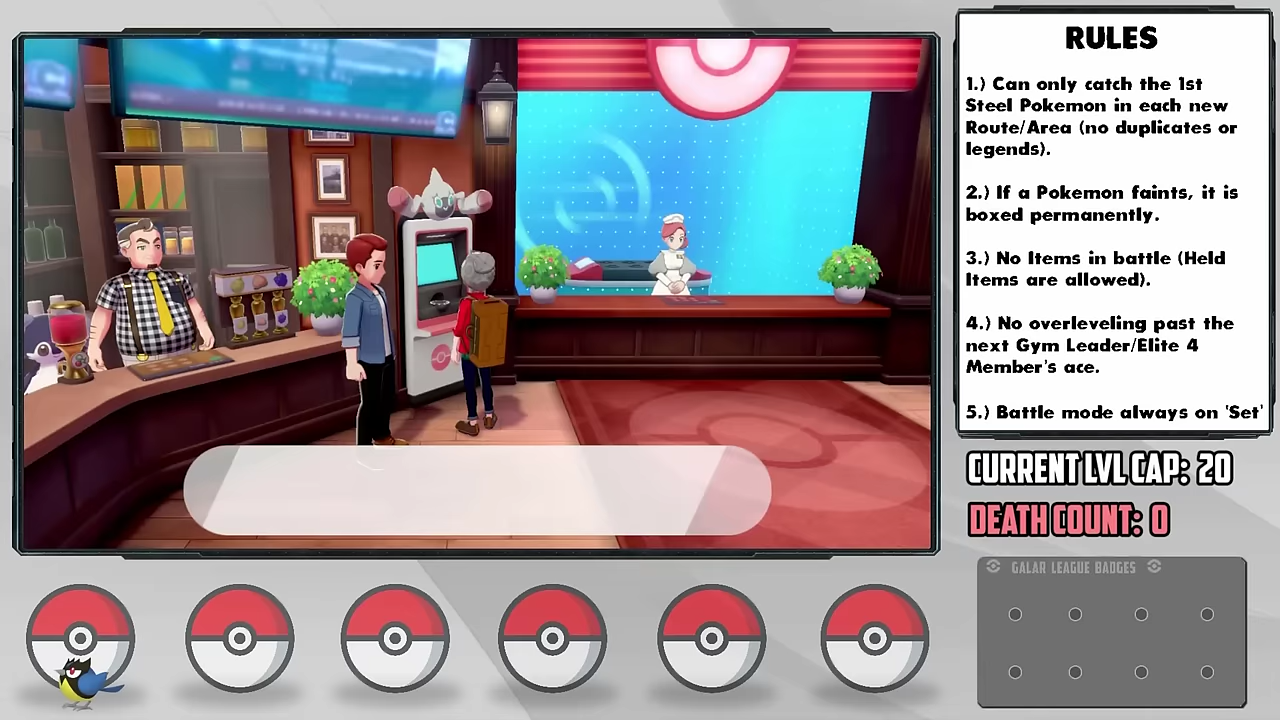 RULES
1.) Can only catch the 1st
Steel Pokemon in each new
Route/Area (no duplicates or
legends).
2.) If a Pokemon faints, it is
boxed permanently.
3.) No Items in battle (Held
Items are allowed).
4.) No overleveling past the
next Gym Leader/Elite 4
Member's ace.
5.) Battle mode always on 'Set'
CURRENT LVL CAP: 20
DEATH COUNT: 0
GALAR LEAGUE BADGES